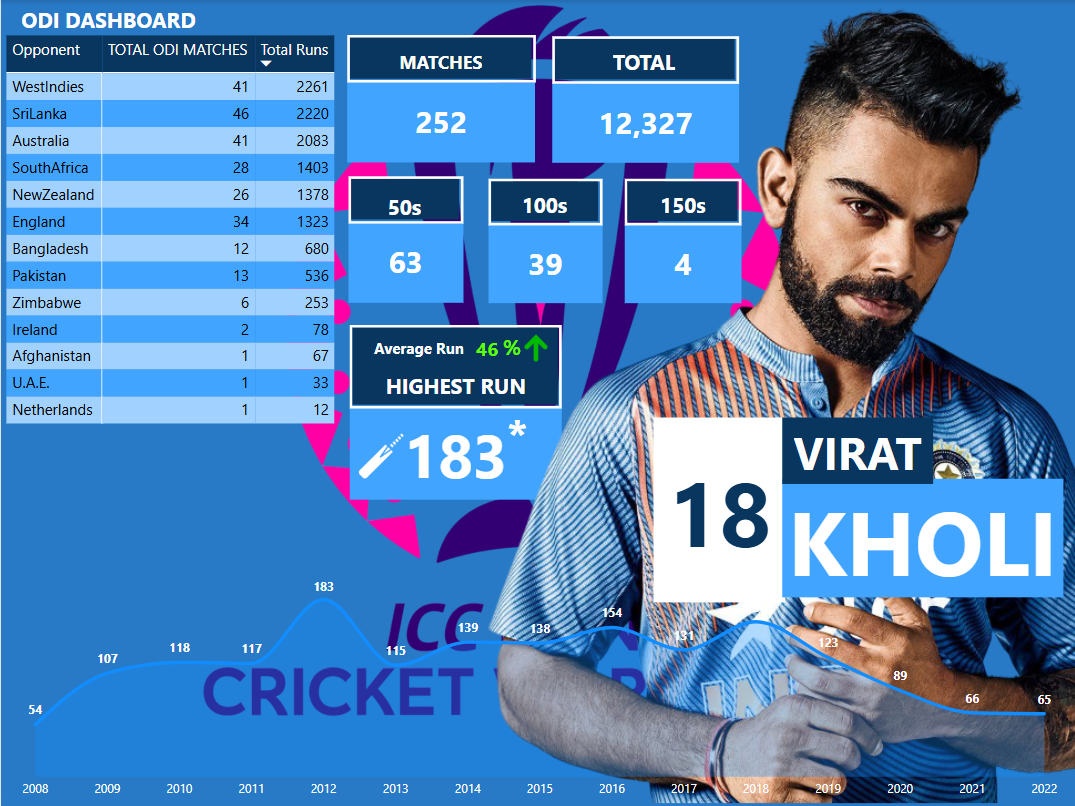 ODI DASHBOARD
Opponent TOTAL ODI MATCHES Total Runs
WestIndies 41 2261
SriLanka 46 2220
Australia 41 2083
SouthAfrica 28 1403
NewZealand 26 1378
England 34 1323
Bangladesh 12 680
Pakistan 13 536
Zimbabwe 6 253
Ireland 2 78
Afghanistan 1 67
U.A.E. 1 33
Netherlands 1 12
MATCHES
252
TOTAL
12,327
50s
63
100s
39
150s
4
Average Run 46 %
HIGHEST RUN
183*
18
VIRAT
KHOLI
ICC
CRICKET
54 107 118 117 183 115 139 138 154 131 123 89 66 65
2008 2009 2010 2011 2012 2013 2014 2015 2016 2017 2018 2019 2020 2021 2022